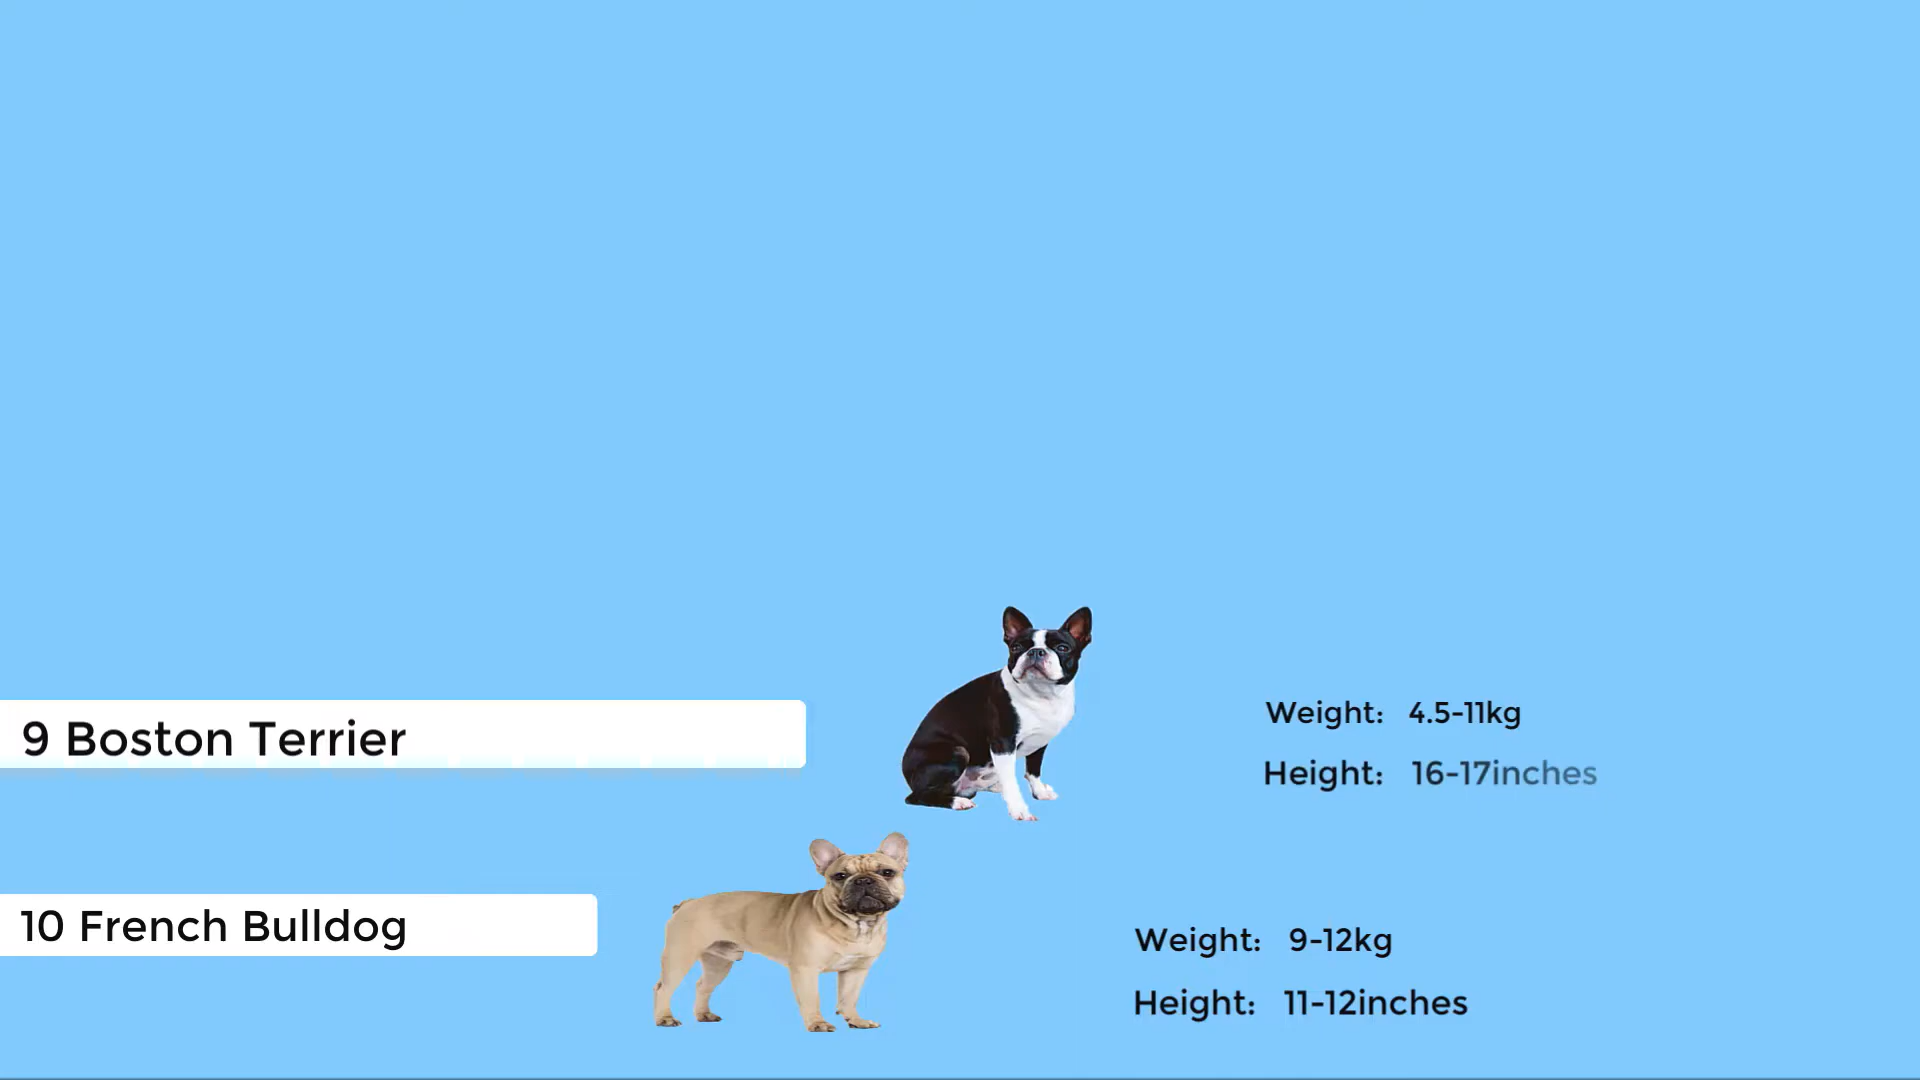 9 Boston Terrier
Weight: 4.5-11kg
Height: 16-17inches
10 French Bulldog
Weight: 9-12kg
Height: 11-12inches